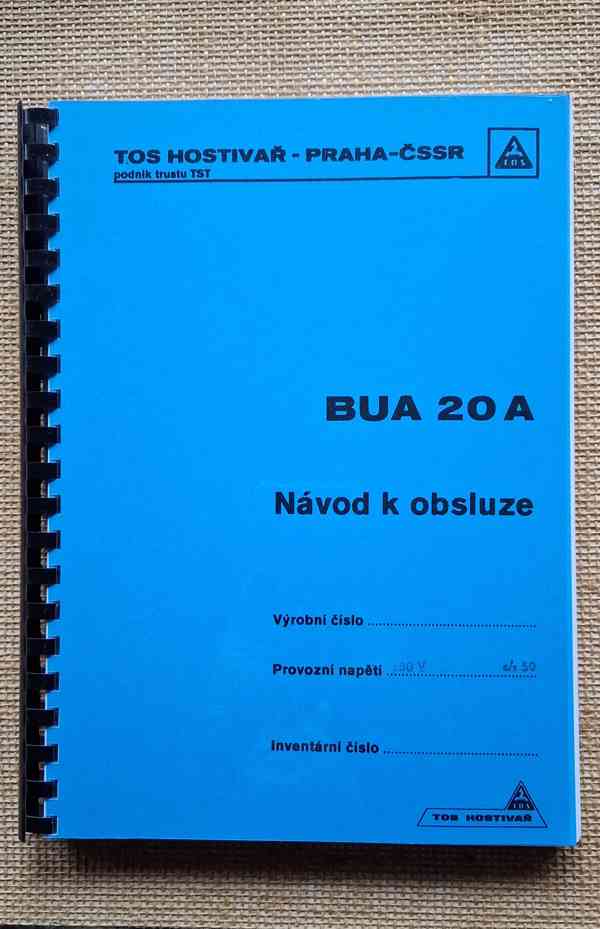 TOS HOSTIVAŘ - PRAHA-ČSSR
podnik trustu TST
TOS
BUA 20 A
Návod k obsluze
Výrobní číslo
Provozní napětí V c/s 50
Inventární číslo
TOS
TOS HOSTIVAŘ